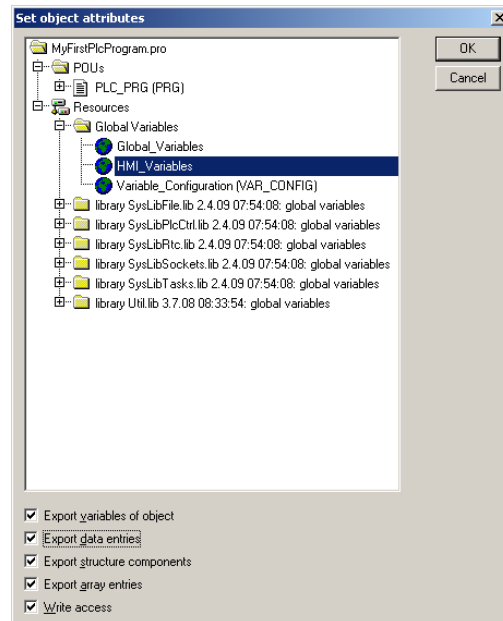 Set object attributes
OK
Cancel
MyFirstPlcProgram.pro
POUs
PLC_PRG (PRG)
Resources
Global Variables
Global_Variables
HMI_Variables
Variable_Configuration (VAR_CONFIG)
library SysLibFile.lib 2.4.09 07:54:08: global variables
library SysLibPlcCtrl.lib 2.4.09 07:54:08: global variables
library SysLibRtc.lib 2.4.09 07:54:08: global variables
library SysLibSockets.lib 2.4.09 07:54:08: global variables
library SysLibTasks.lib 2.4.09 07:54:08: global variables
library Util.lib 3.7.08 08:33:54: global variables
Export variables of object
Export data entries
Export structure components
Export array entries
Write access